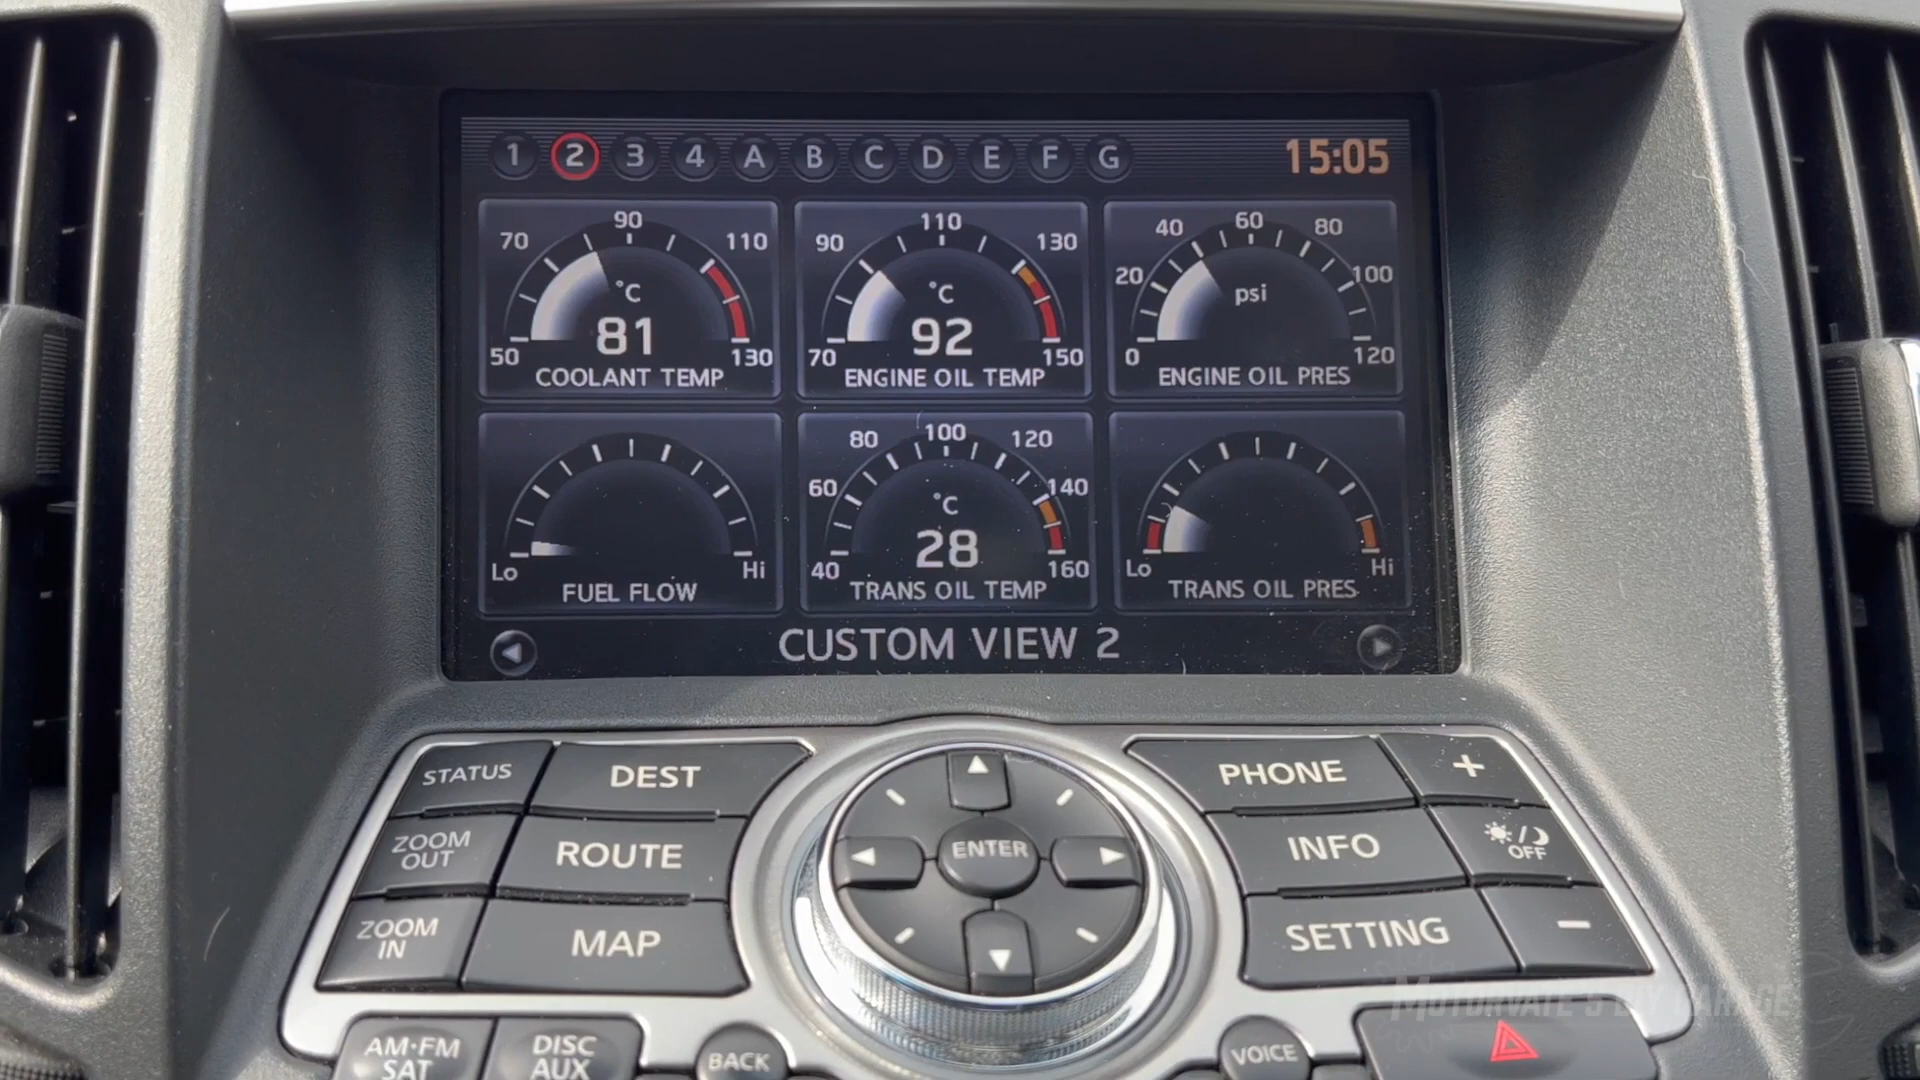 1 2 3 4 A B C D E F G 15:05
70 90 110
°C
81
50 130
COOLANT TEMP
90 110 130
°C
92
70 150
ENGINE OIL TEMP
20 40 60 80 100
psi
0 120
ENGINE OIL PRES
Lo Hi
FUEL FLOW
60 80 100 120 140
°C
28
40 160
TRANS OIL TEMP
Lo Hi
TRANS OIL PRES
CUSTOM VIEW 2
STATUS DEST PHONE +
ZOOM OUT ROUTE ENTER INFO OFF
ZOOM IN MAP SETTING −
AM·FM SAT DISC AUX BACK VOICE
MOTORVATE'S DIY GARAGE